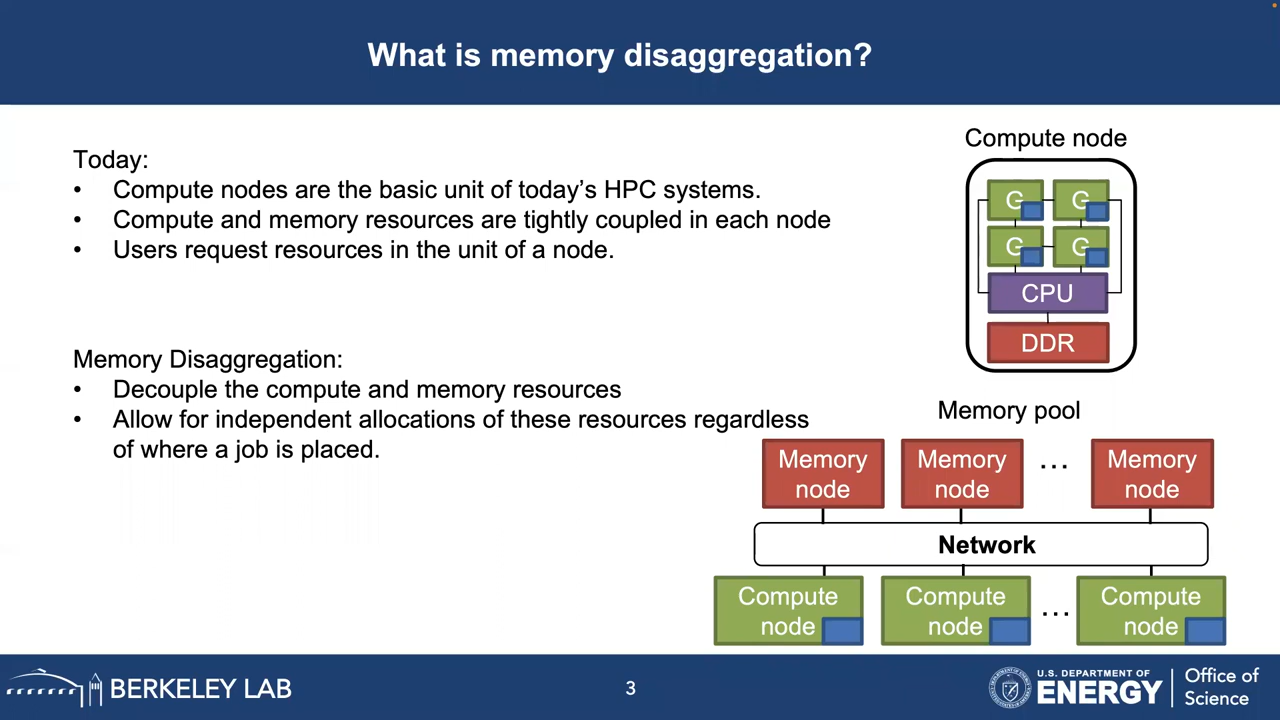 What is memory disaggregation?
Today:
• Compute nodes are the basic unit of today's HPC systems.
• Compute and memory resources are tightly coupled in each node
• Users request resources in the unit of a node.
Memory Disaggregation:
• Decouple the compute and memory resources
• Allow for independent allocations of these resources regardless
of where a job is placed.
Compute node
G G
G G
CPU
DDR
Memory pool
Memory node
Memory node
...
Memory node
Network
Compute node
Compute node
...
Compute node
BERKELEY LAB
3
U.S. DEPARTMENT OF
ENERGY
Office of
Science